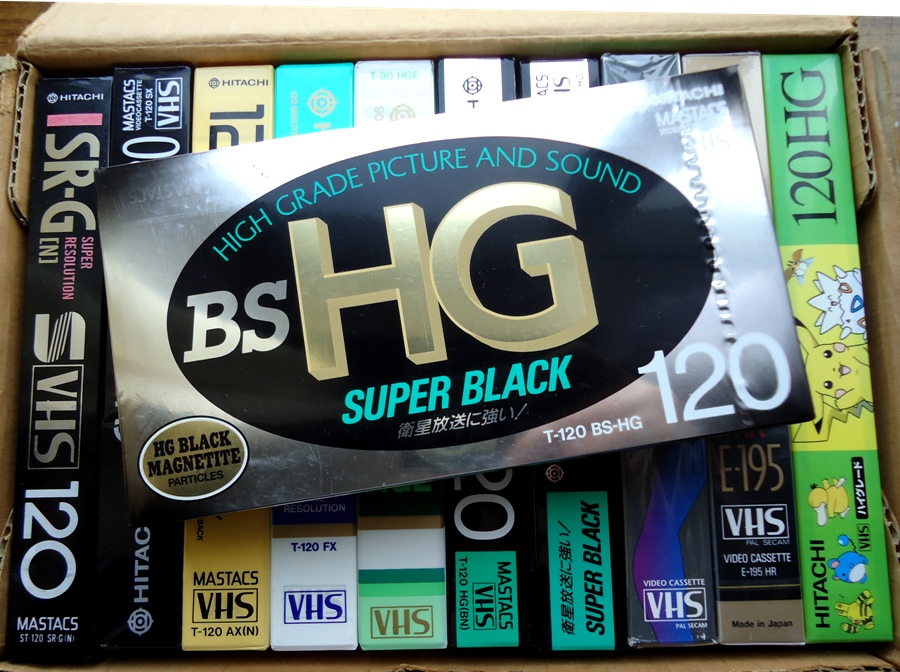 HITACHI
MASTACS
HIGH GRADE PICTURE AND SOUND
BS HG
SUPER BLACK
衛星放送に強い!
T-120 BS-HG
120
HG BLACK
MAGNETITE
PARTICLES
HITACHI
SR-G
[N]
SUPER
RESOLUTION
S
VHS
120
MASTACS
ST-120 SR-G(N)
MASTACS
VIDEOCASSETTE
T-120 SX
VHS
HITAC
HITACHI
12
MASTACS
VHS
T-120 AX(N)
RESOLUTION
T-120 FX
VHS
T-90 HGE
VHS
T-120 HG(BN)
MASTACS
VHS
衛星放送に強い!
SUPER BLACK
VIDEO CASSETTE
VHS
PAL SECAM
E-195
VHS
PAL SECAM
VIDEO CASSETTE
E-195 HR
Made in Japan
120HG
ハイグレード
VHS
HITACHI